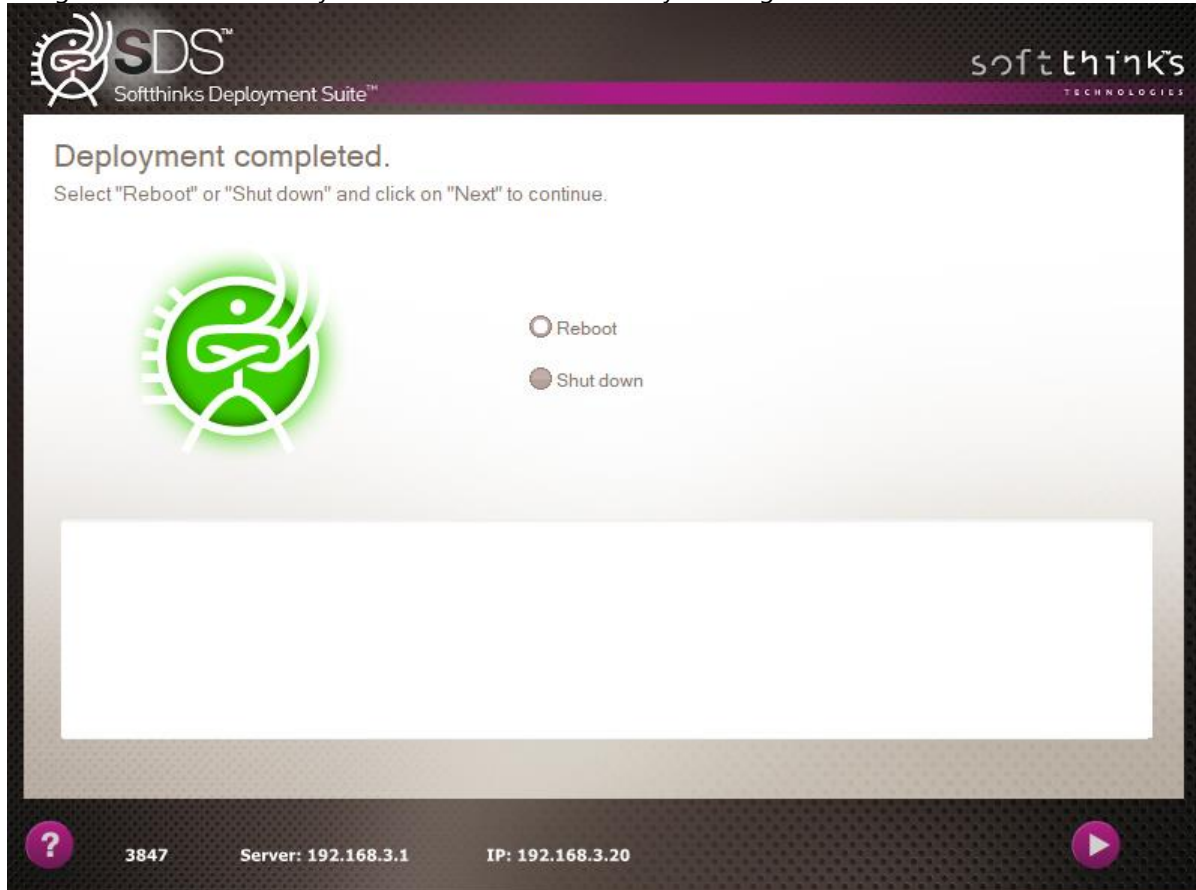 SDS™
Softthinks Deployment Suite™
softthinks
TECHNOLOGIES
Deployment completed.
Select "Reboot" or "Shut down" and click on "Next" to continue.
Reboot
Shut down
?
3847 Server: 192.168.3.1 IP: 192.168.3.20